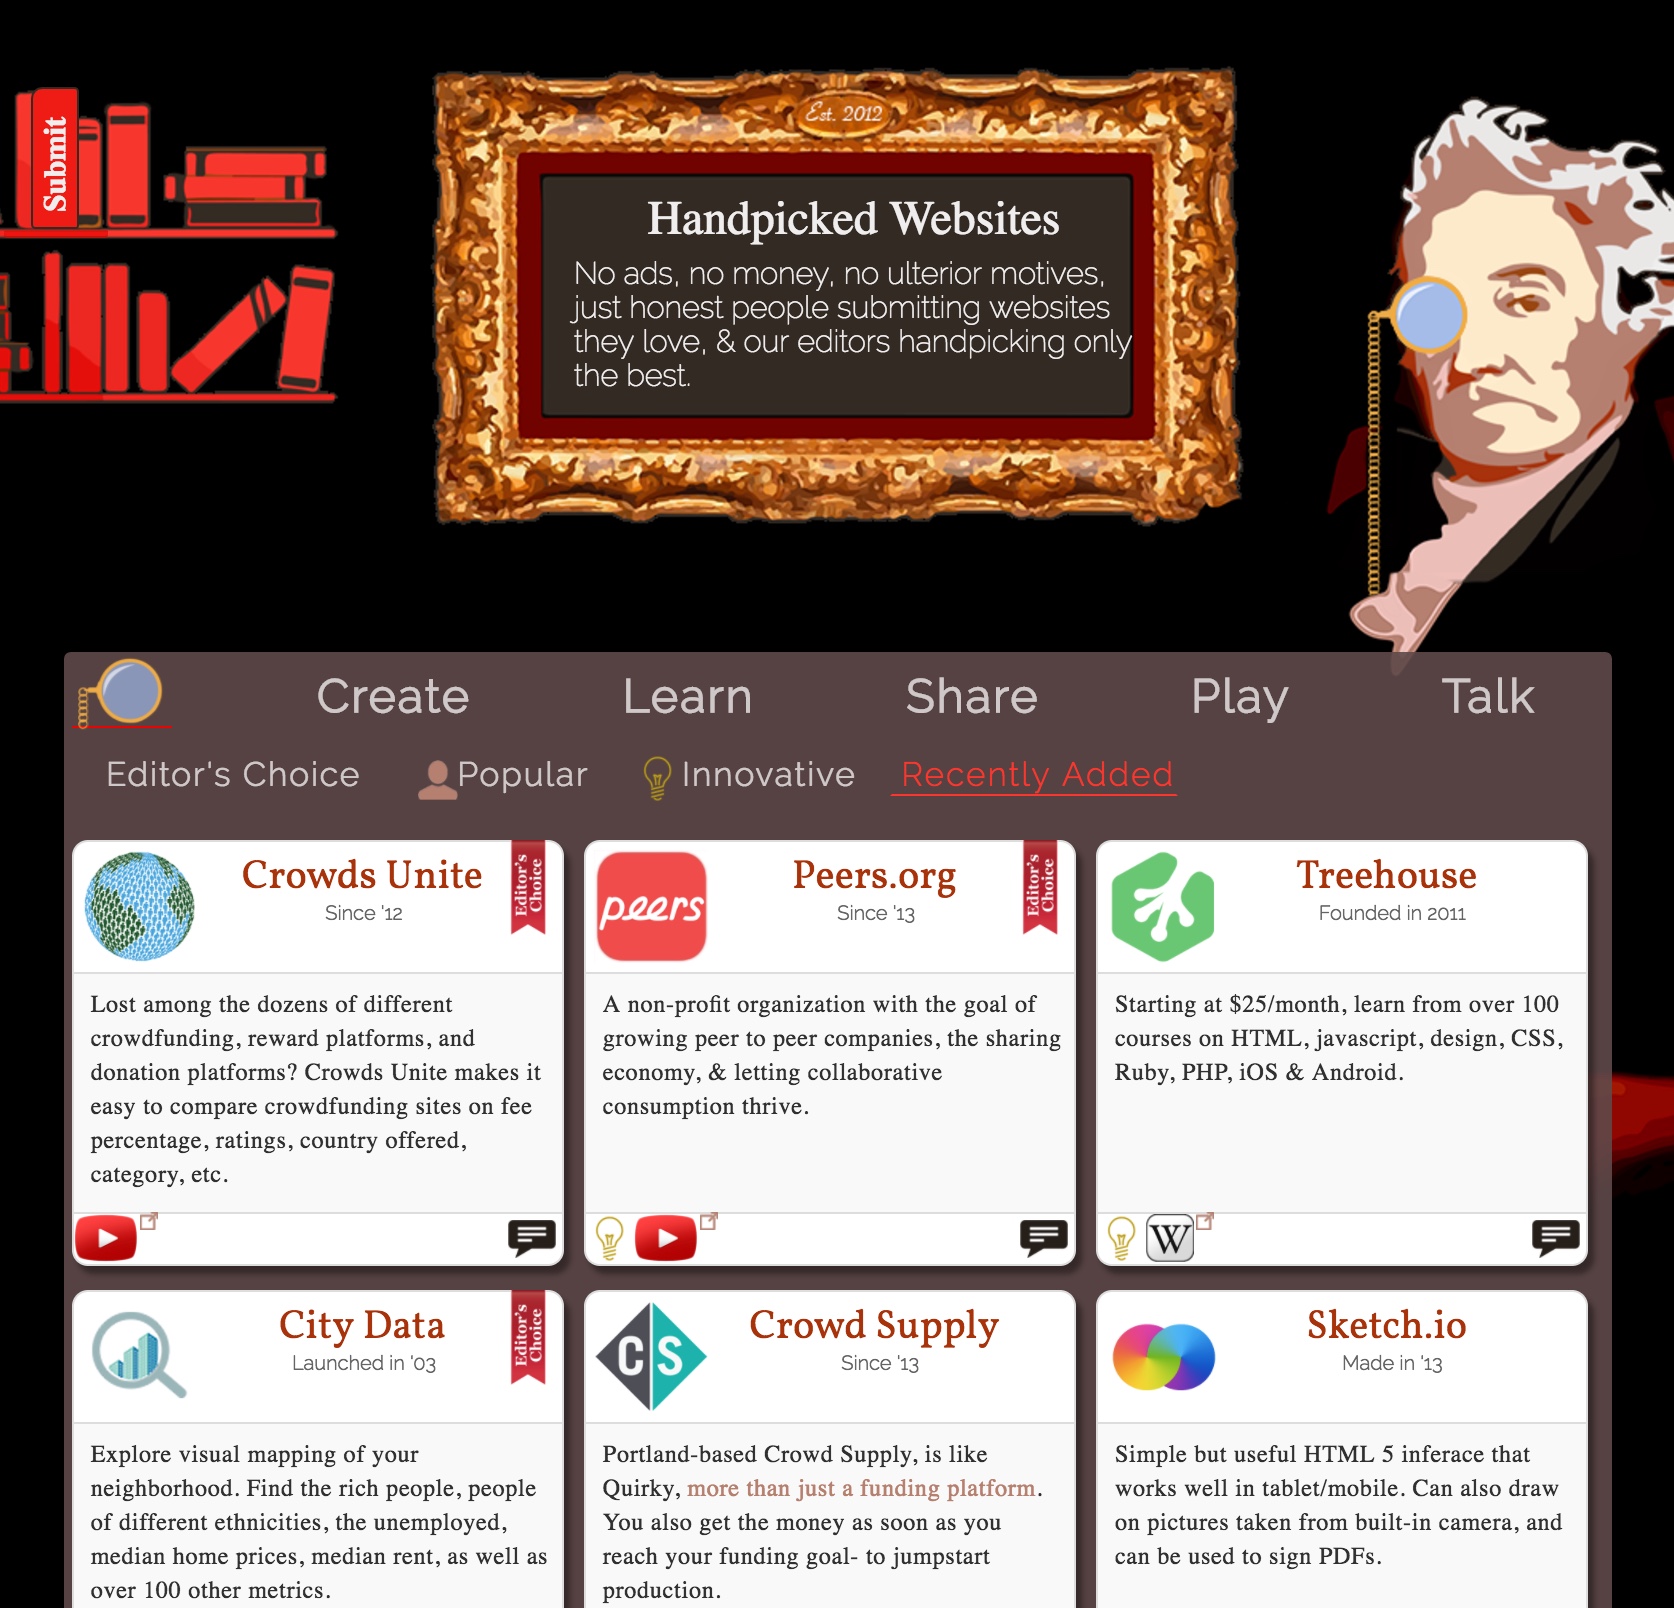 Submit
Est. 2012
Handpicked Websites
No ads, no money, no ulterior motives,
just honest people submitting websites
they love, & our editors handpicking only
the best.
Create Learn Share Play Talk
Editor's Choice Popular Innovative Recently Added
Crowds Unite
Since '12
Editor's
Choice
Lost among the dozens of different
crowdfunding, reward platforms, and
donation platforms? Crowds Unite makes it
easy to compare crowdfunding sites on fee
percentage, ratings, country offered,
category, etc.
peers
Peers.org
Since '13
Editor's
Choice
A non-profit organization with the goal of
growing peer to peer companies, the sharing
economy, & letting collaborative
consumption thrive.
Treehouse
Founded in 2011
Starting at $25/month, learn from over 100
courses on HTML, javascript, design, CSS,
Ruby, PHP, iOS & Android.
W
City Data
Launched in '03
Editor's
Choice
Explore visual mapping of your
neighborhood. Find the rich people, people
of different ethnicities, the unemployed,
median home prices, median rent, as well as
over 100 other metrics.
CS
Crowd Supply
Since '13
Portland-based Crowd Supply, is like
Quirky, more than just a funding platform.
You also get the money as soon as you
reach your funding goal- to jumpstart
production.
Sketch.io
Made in '13
Simple but useful HTML 5 inferace that
works well in tablet/mobile. Can also draw
on pictures taken from built-in camera, and
can be used to sign PDFs.